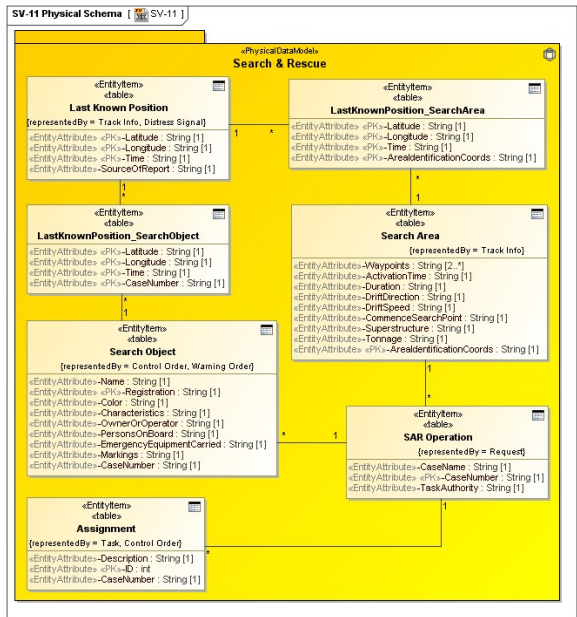 SV-11 Physical Schema [ SV-11 ]
«PhysicalDataModel»
Search & Rescue
«EntityItem»
«table»
Last Known Position
{representedBy = Track Info, Distress Signal}
«EntityAttribute» «PK»-Latitude : String [1]
«EntityAttribute» «PK»-Longitude : String [1]
«EntityAttribute» «PK»-Time : String [1]
«EntityAttribute»-SourceOfReport : String [1]
1
*
«EntityItem»
«table»
LastKnownPosition_SearchArea
«EntityAttribute» «PK»-Latitude : String [1]
«EntityAttribute» «PK»-Longitude : String [1]
«EntityAttribute» «PK»-Time : String [1]
«EntityAttribute» «PK»-AreaIdentificationCoords : String [1]
1
*
*
1
«EntityItem»
«table»
LastKnownPosition_SearchObject
«EntityAttribute» «PK»-Latitude : String [1]
«EntityAttribute» «PK»-Longitude : String [1]
«EntityAttribute» «PK»-Time : String [1]
«EntityAttribute» «PK»-CaseNumber : String [1]
«EntityItem»
«table»
Search Area
{representedBy = Track Info}
«EntityAttribute»-Waypoints : String [2..*]
«EntityAttribute»-ActivationTime : String [1]
«EntityAttribute»-Duration : String [1]
«EntityAttribute»-DriftDirection : String [1]
«EntityAttribute»-DriftSpeed : String [1]
«EntityAttribute»-CommenceSearchPoint : String [1]
«EntityAttribute»-Superstructure : String [1]
«EntityAttribute»-Tonnage : String [1]
«EntityAttribute» «PK»-AreaIdentificationCoords : String [1]
*
1
«EntityItem»
«table»
Search Object
{representedBy = Control Order, Warning Order}
«EntityAttribute»-Name : String [1]
«EntityAttribute» «PK»-Registration : String [1]
«EntityAttribute»-Color : String [1]
«EntityAttribute»-Characteristics : String [1]
«EntityAttribute»-OwnerOrOperator : String [1]
«EntityAttribute»-PersonsOnBoard : String [1]
«EntityAttribute»-EmergencyEquipmentCarried : String [1]
«EntityAttribute»-Markings : String [1]
«EntityAttribute»-CaseNumber : String [1]
1
*
*
1
«EntityItem»
«table»
SAR Operation
{representedBy = Request}
«EntityAttribute»-CaseName : String [1]
«EntityAttribute» «PK»-CaseNumber : String [1]
«EntityAttribute»-TaskAuthority : String [1]
1
*
«EntityItem»
«table»
Assignment
{representedBy = Task, Control Order}
«EntityAttribute»-Description : String [1]
«EntityAttribute» «PK»-ID : int
«EntityAttribute»-CaseNumber : String [1]